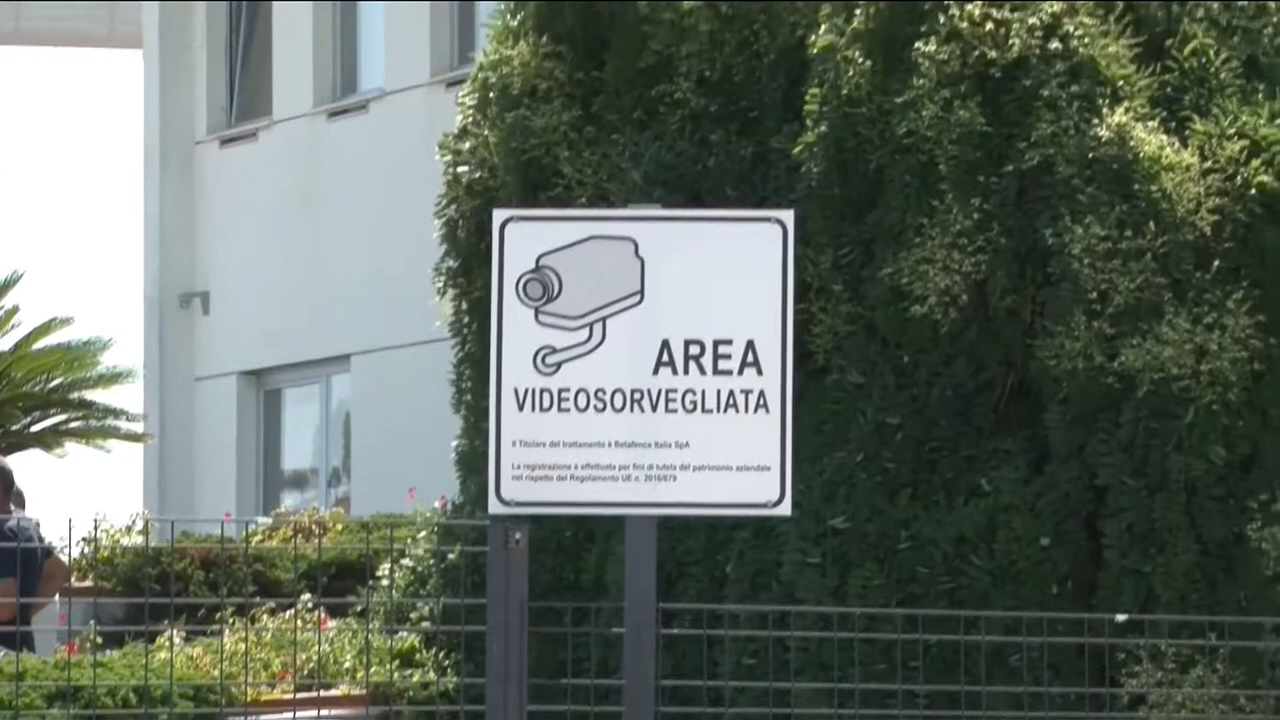 AREA
VIDEOSORVEGLIATA
Il Titolare del trattamento è Betafence Italia SpA
La registrazione è effettuata per fini di tutela del patrimonio aziendale
nel rispetto del Regolamento UE n. 2016/679